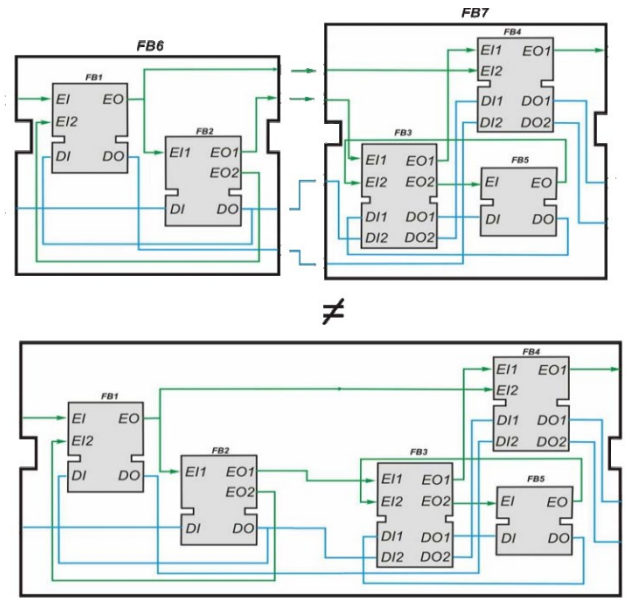 FB7
FB6
FB4
EI1 EO1
EI2
DI1 DO1
DI2 DO2
FB1
EI EO
EI2
DI DO
FB2
EI1 EO1
EO2
DI DO
FB3
EI1 EO1
EI2 EO2
DI1 DO1
DI2 DO2
FB5
EI EO
DI DO
≠
FB4
EI1 EO1
EI2
DI1 DO1
DI2 DO2
FB1
EI EO
EI2
DI DO
FB2
EI1 EO1
EO2
DI DO
FB3
EI1 EO1
EI2 EO2
DI1 DO1
DI2 DO2
FB5
EI EO
DI DO